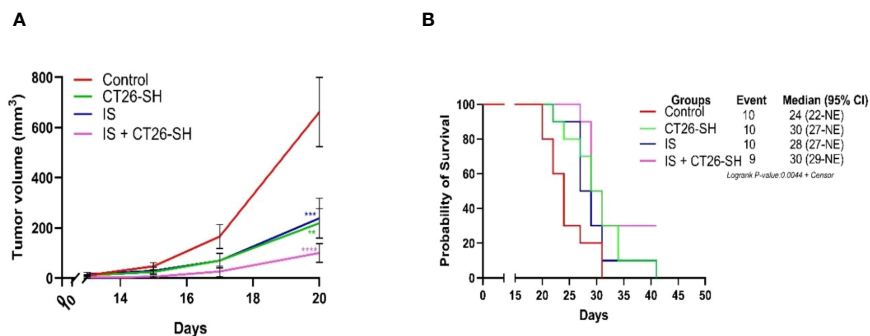 A
Tumor volume (mm³)
800
600
400
200
0
0
10
14
16
18
20
Days
Control
CT26-SH
IS
IS + CT26-SH
***
**
****
B
Probability of Survival
100
80
60
40
20
0
0
15
20
25
30
35
40
45
50
Days
Groups Event Median (95% CI)
Control 10 24 (22-NE)
CT26-SH 10 30 (27-NE)
IS 10 28 (27-NE)
IS + CT26-SH 9 30 (29-NE)
Logrank P-value:0.0044 + Censor